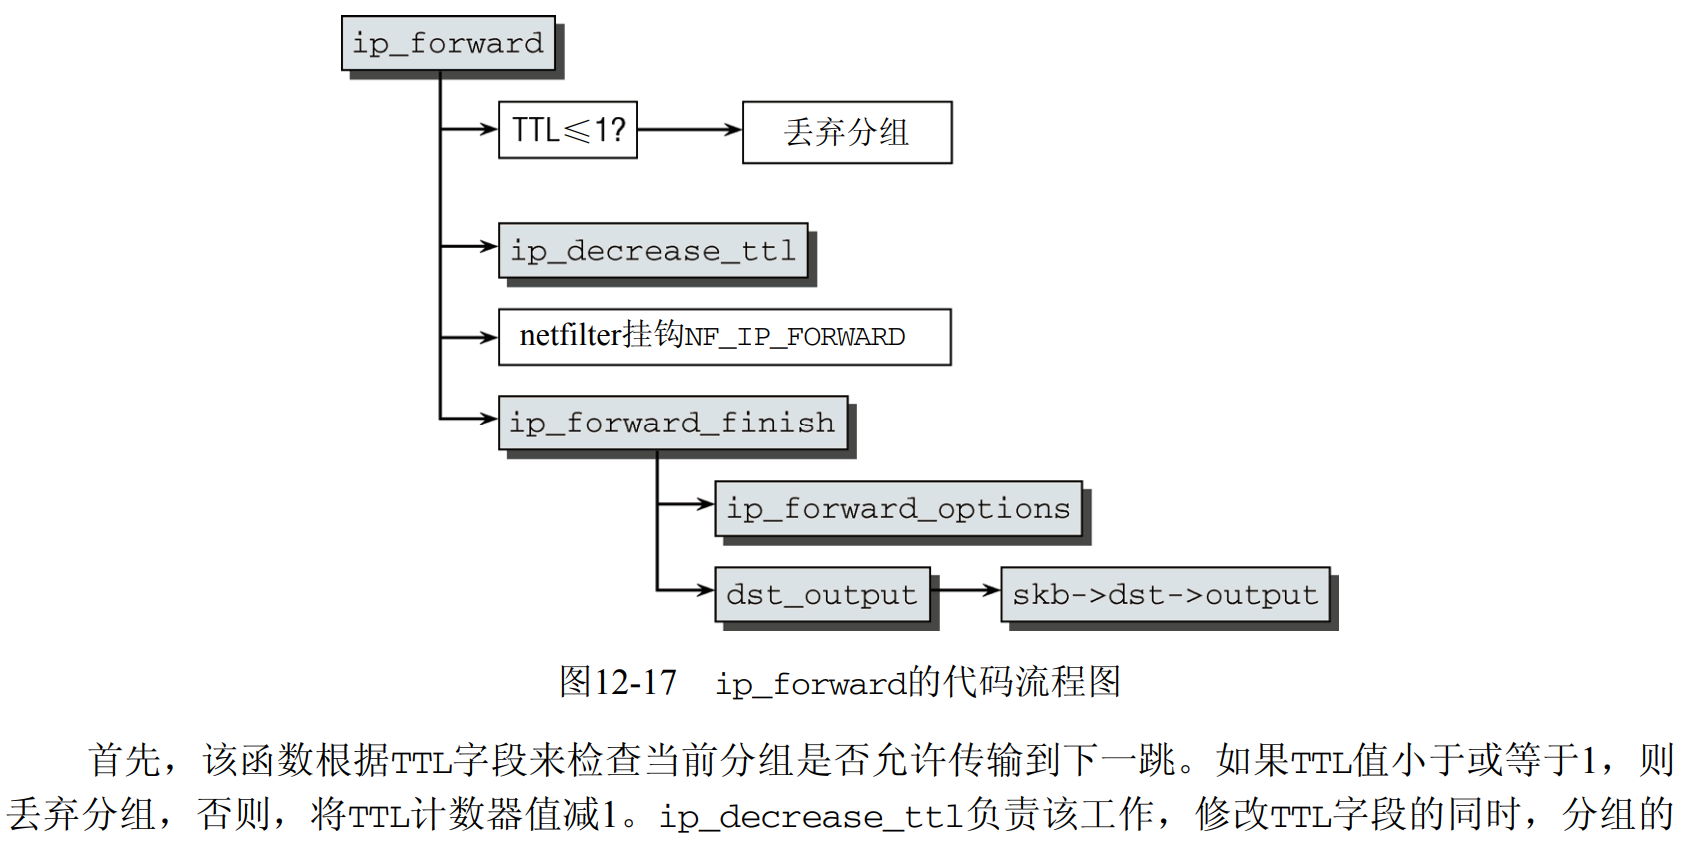 ip_forward
TTL≤1?
丢弃分组
ip_decrease_ttl
netfilter挂钩NF_IP_FORWARD
ip_forward_finish
ip_forward_options
dst_output
skb->dst->output
图12-17 ip_forward的代码流程图
首先，该函数根据TTL字段来检查当前分组是否允许传输到下一跳。如果TTL值小于或等于1，则
丢弃分组，否则，将TTL计数器值减1。ip_decrease_ttl负责该工作，修改TTL字段的同时，分组的